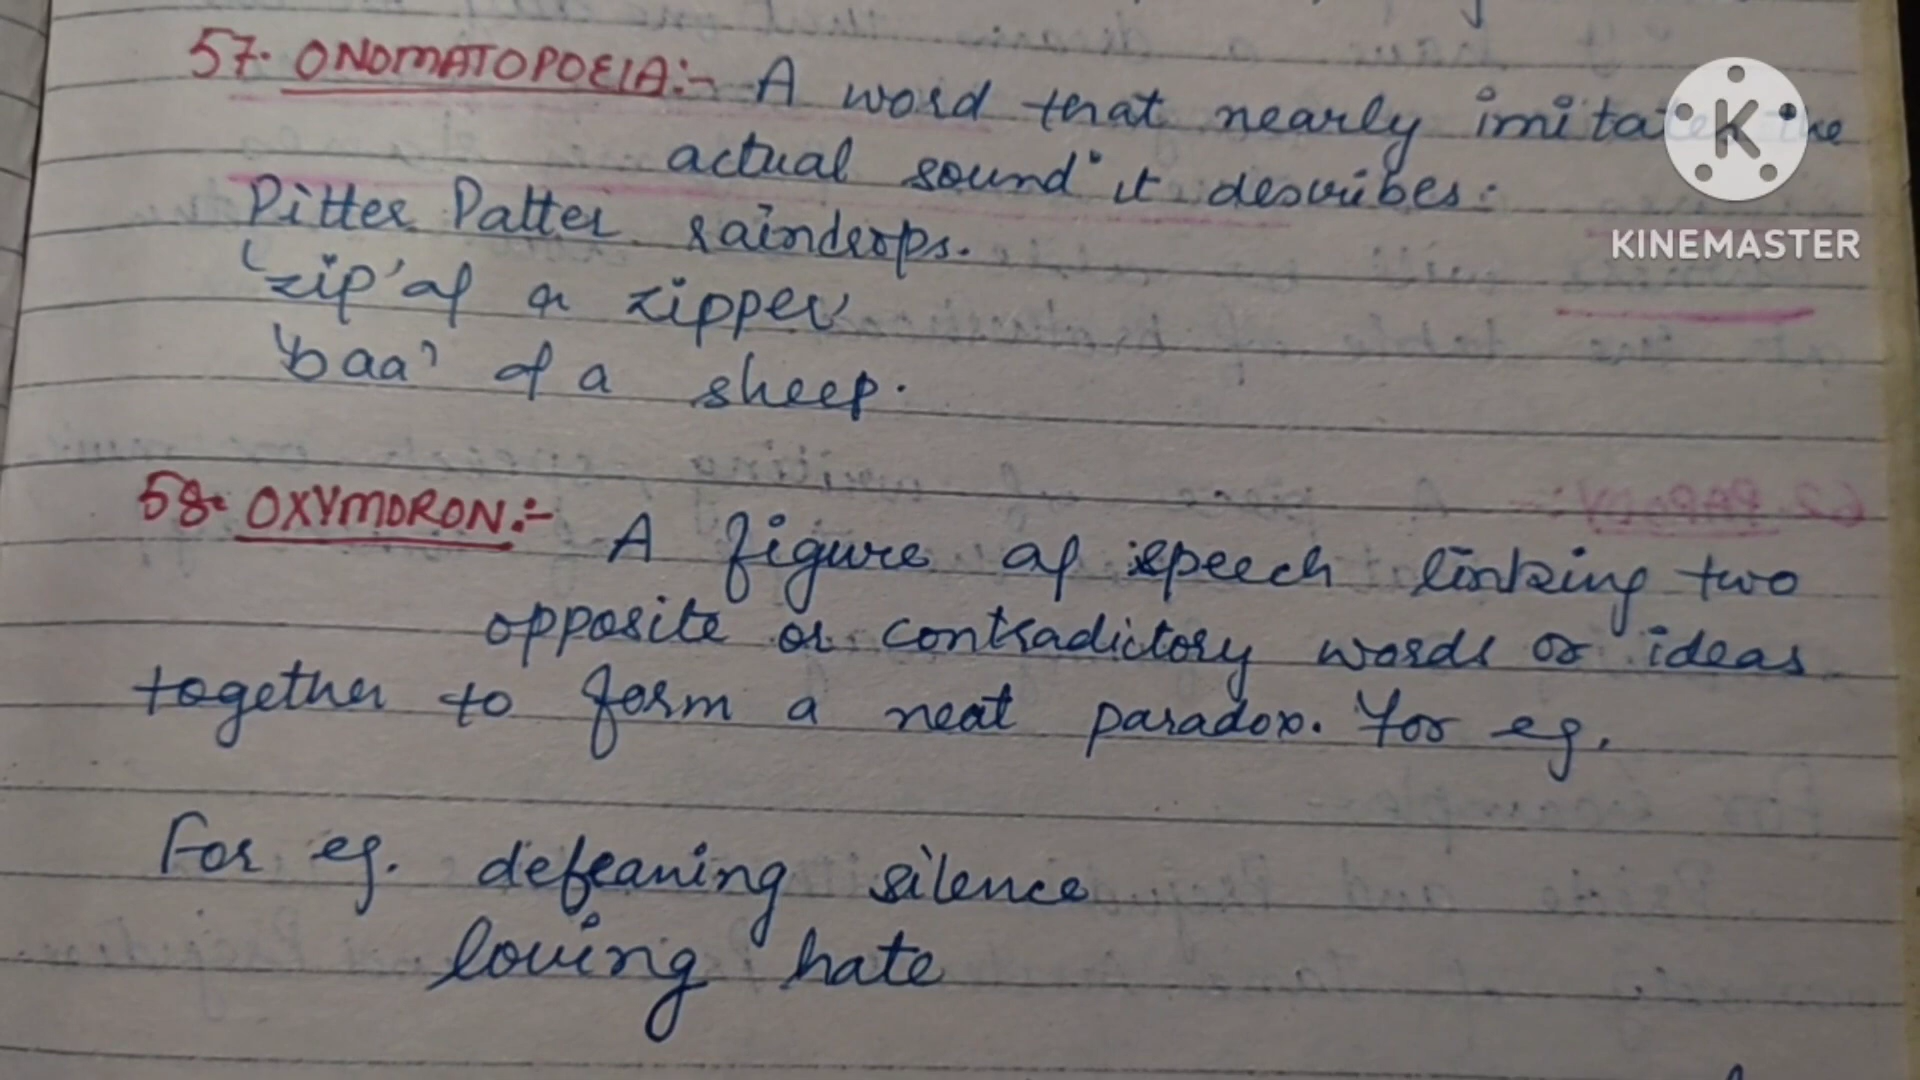 57. ONOMATOPOEIA:- A word that nearly imitates the
actual sound it describes:
Pitter Patter raindrops.
'zip' of a zipper
'baa' of a sheep.
58. OXYMORON:- A figure of speech linking two
opposite or contradictory words or ideas
together to form a neat paradox. For eg.
For eg. defeaning silence
loving hate
KINEMASTER